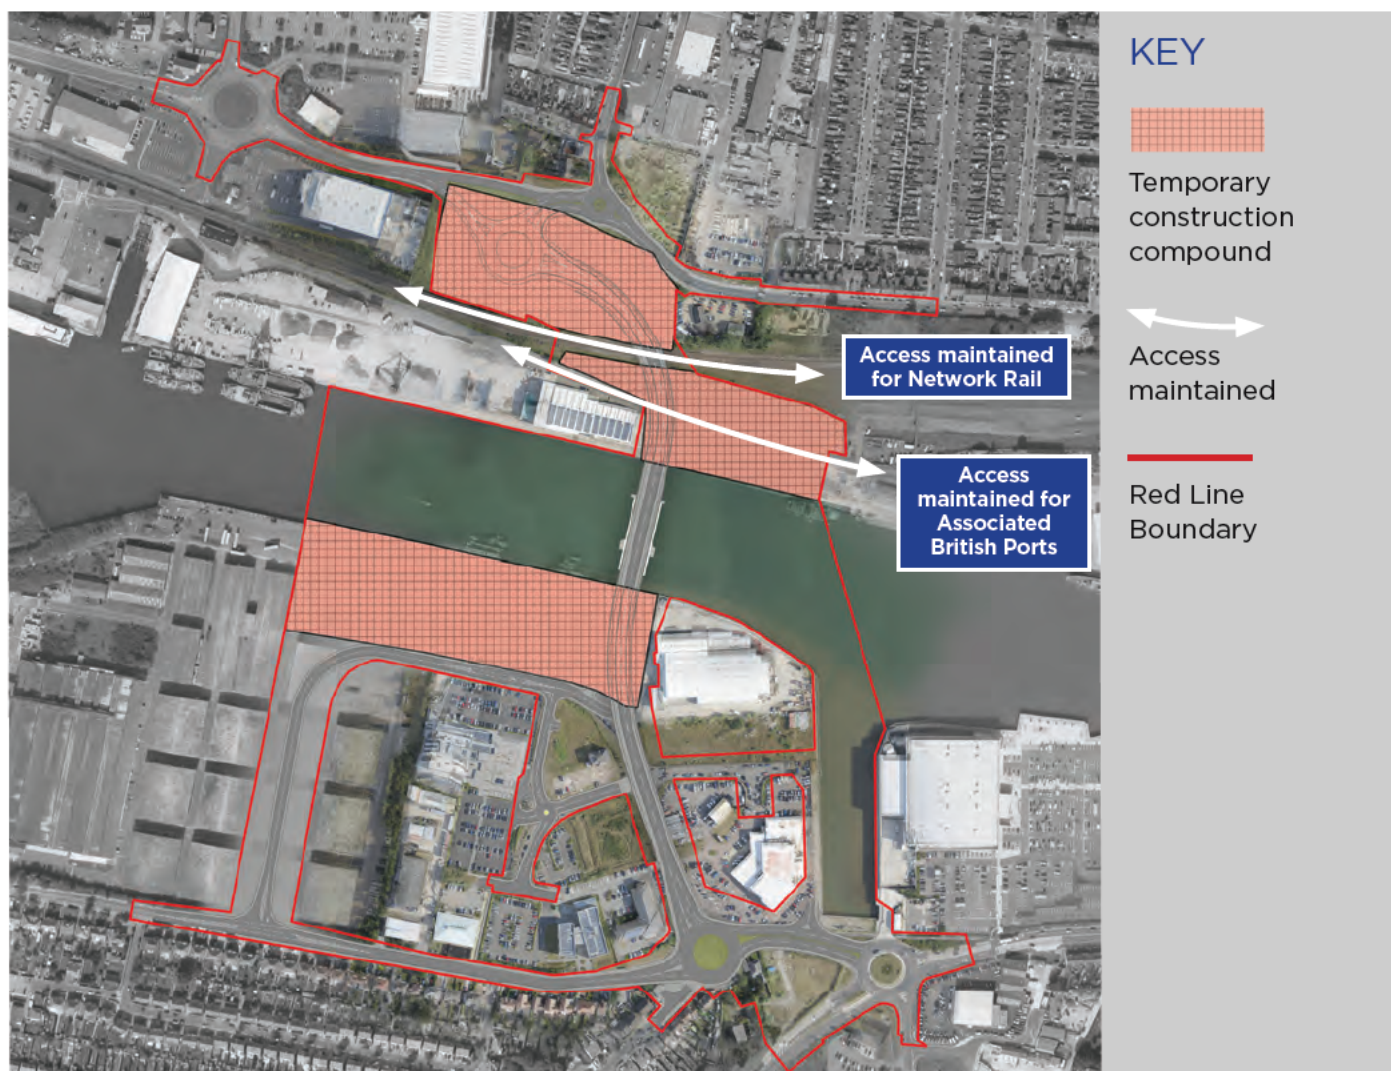 KEY
Temporary
construction
compound
Access
maintained
Red Line
Boundary
Access maintained
for Network Rail
Access
maintained for
Associated
British Ports